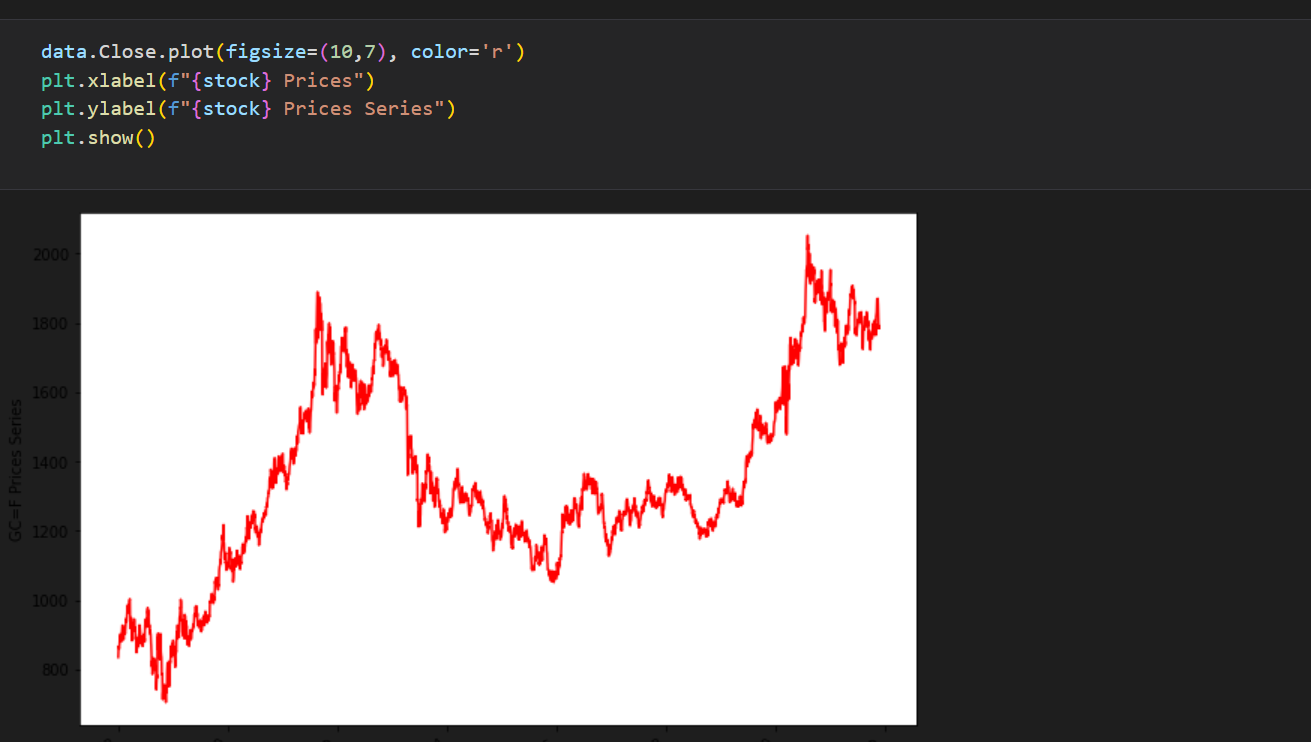 data.Close.plot(figsize=(10,7), color='r')
plt.xlabel(f"{stock} Prices")
plt.ylabel(f"{stock} Prices Series")
plt.show()
2000
1800
1600
1400
1200
1000
800
GC=F Prices Series